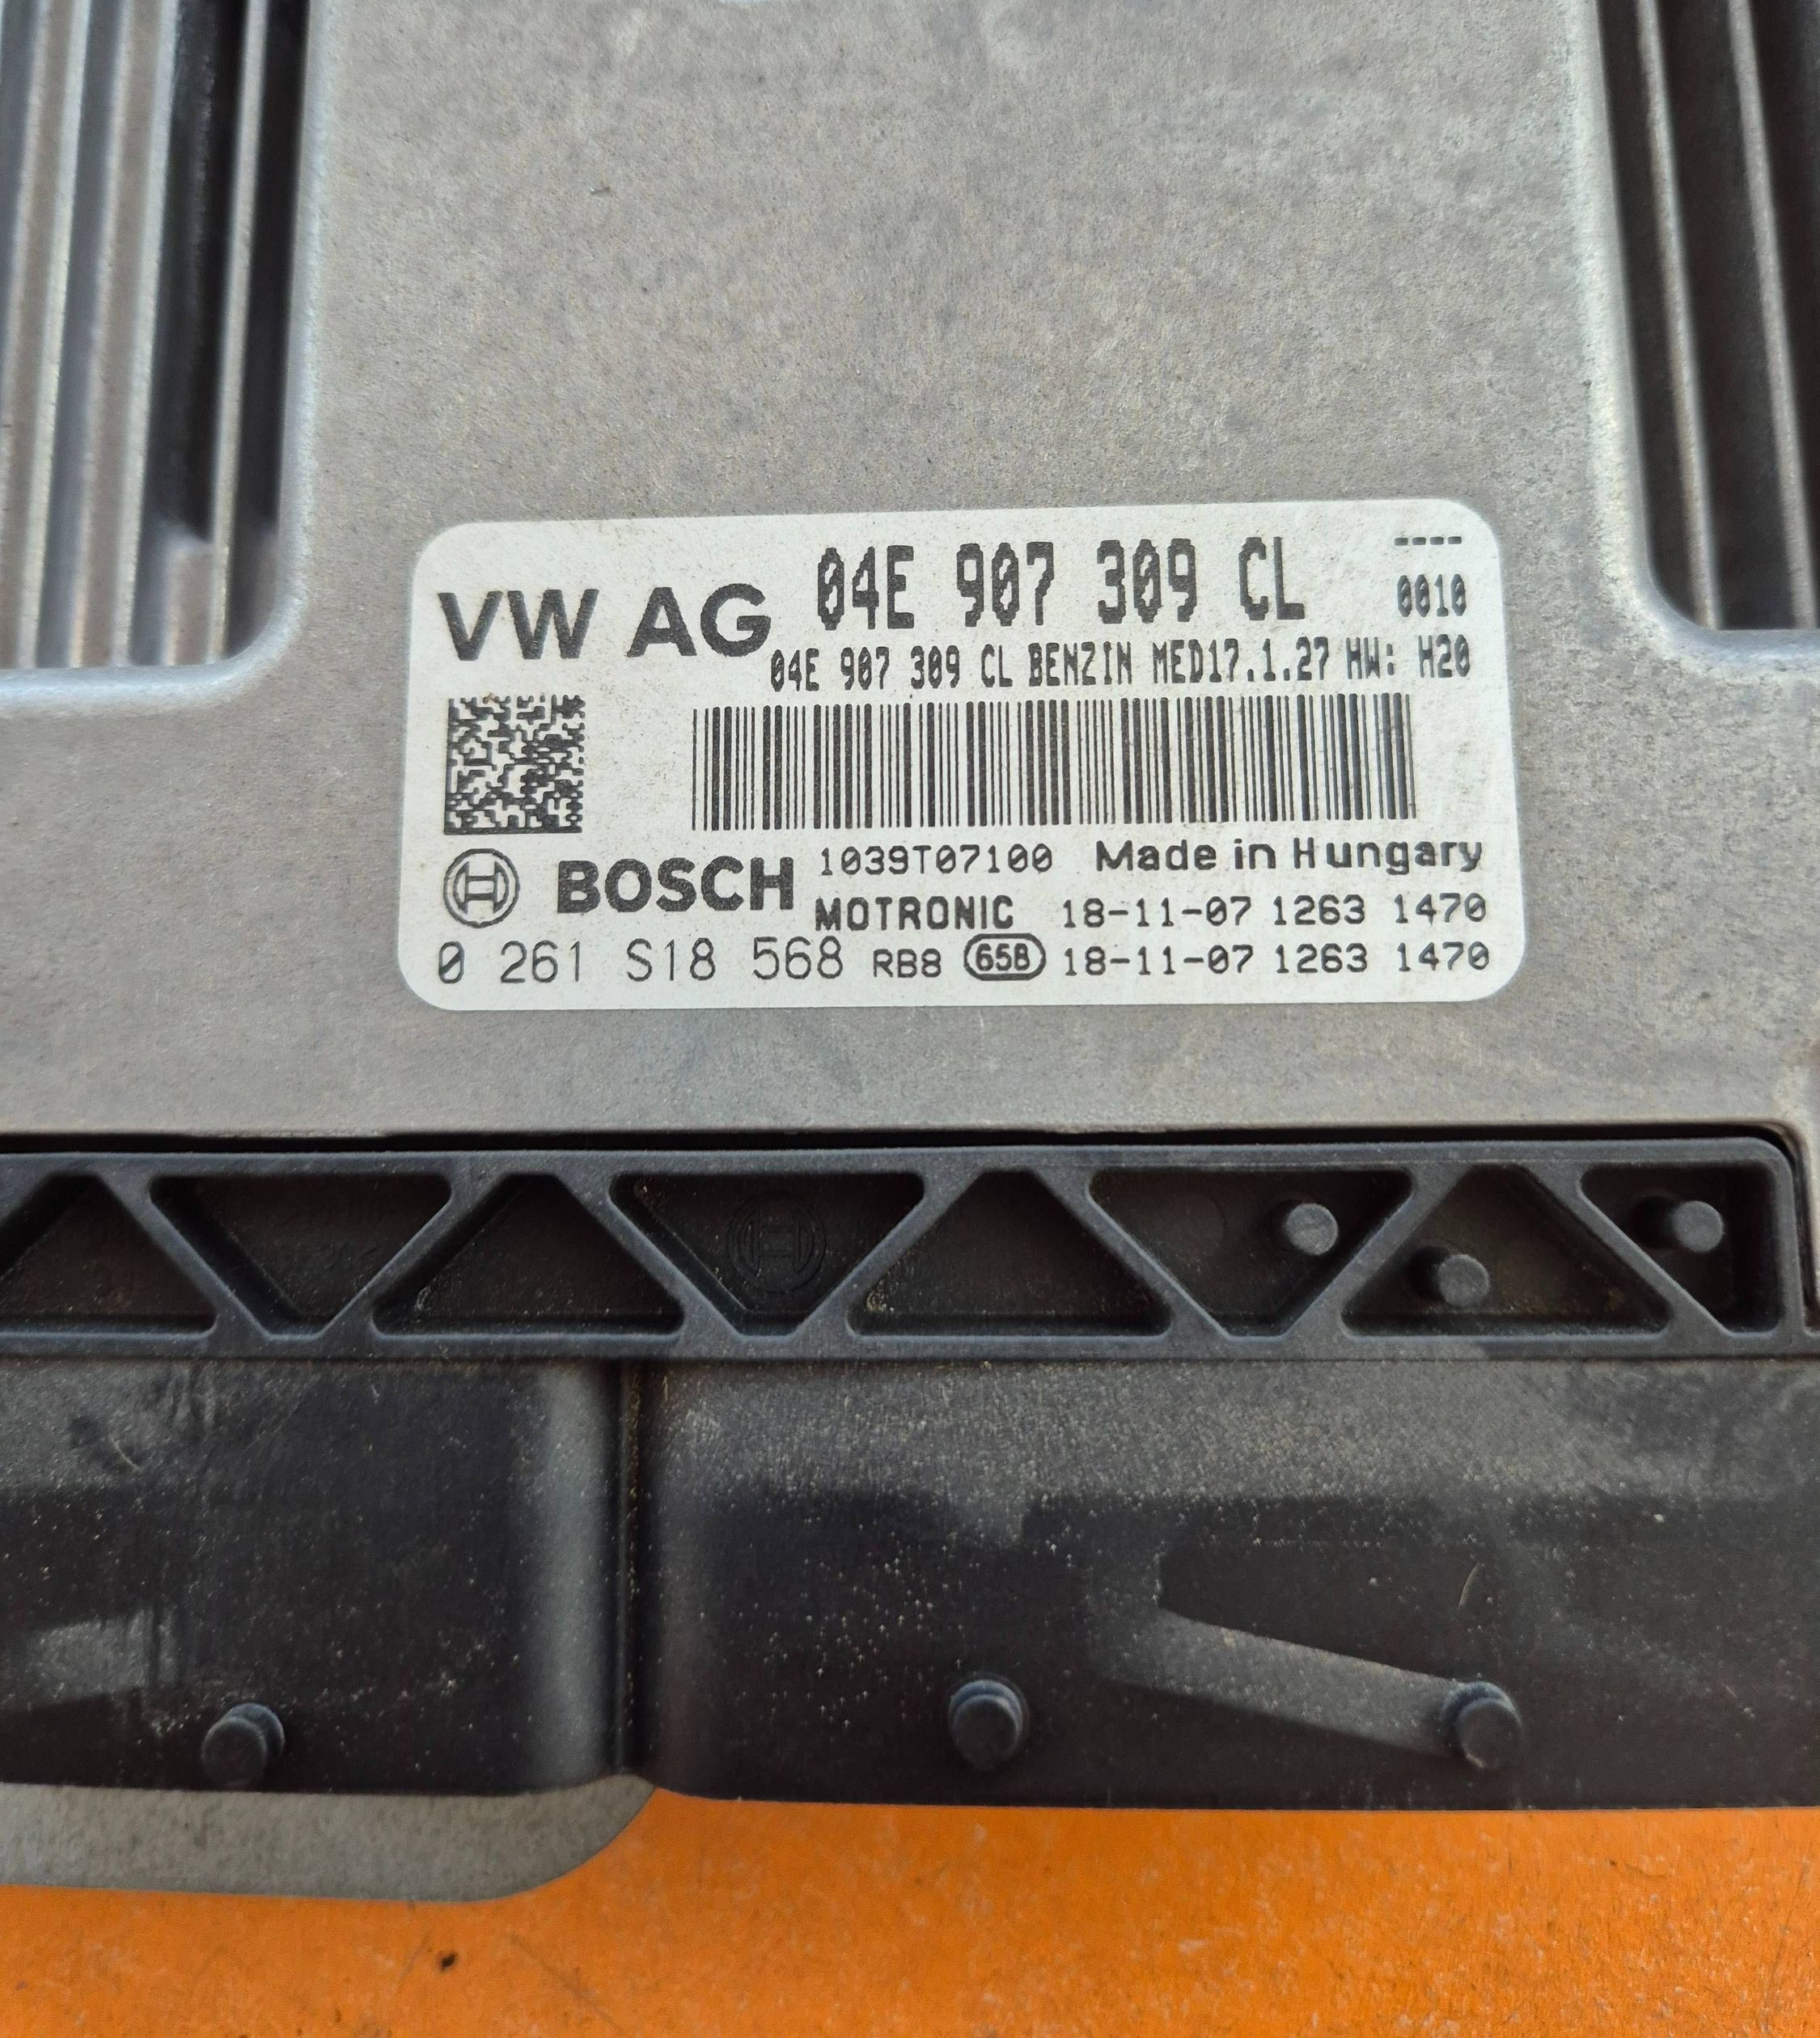 VW AG 04E 907 309 CL ----
0010
04E 907 309 CL BENZIN MED17.1.27 HW: H20
BOSCH 1039T07100 Made in Hungary
MOTRONIC 18-11-07 1263 1470
0 261 S18 568 RB8 65B 18-11-07 1263 1470